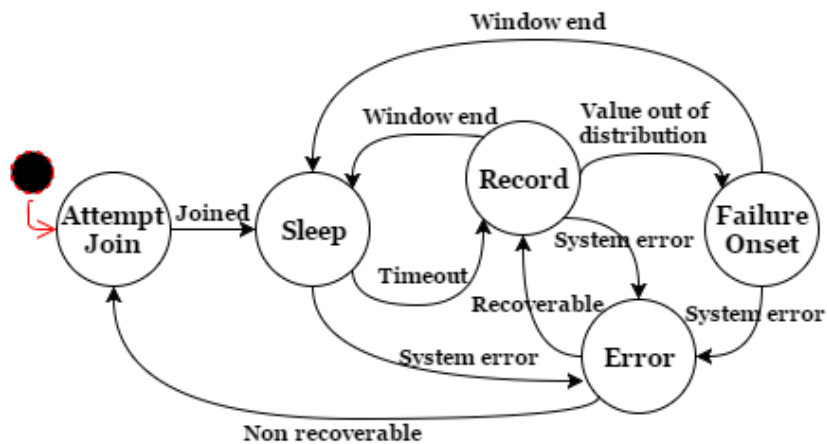 Window end
Window end
Value out of
distribution
Record
Attempt
Join
Joined
Sleep
Failure
Onset
System error
Timeout
Recoverable
System error
System error
Error
Non recoverable